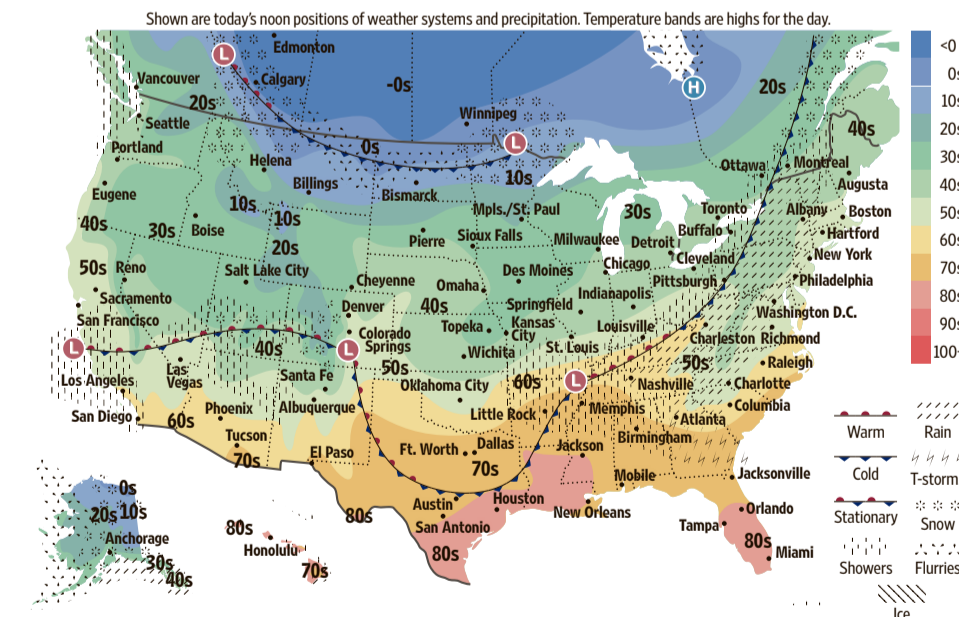 Shown are today's noon positions of weather systems and precipitation. Temperature bands are highs for the day.
L
Edmonton
<0
Vancouver
Calgary
-0s
H
20s
0s
20s
10s
Seattle
Winnipeg
20s
Portland
0s
L
40s
30s
Helena
Ottawa
Montreal
40s
Eugene
Billings
Bismarck
10s
Augusta
50s
10s
10s
Mpls./St. Paul
30s
Toronto
Albany
Boston
40s
30s
Boise
Pierre
Sioux Falls
Milwaukee
Detroit
Buffalo
Hartford
60s
20s
Cleveland
New York
50s
Reno
Salt Lake City
Cheyenne
Omaha
Des Moines
Chicago
Pittsburgh
Philadelphia
70s
Sacramento
Denver
40s
Springfield
Indianapolis
80s
San Francisco
Colorado
Springs
Topeka
Kansas
City
Louisville
Washington D.C.
90s
L
40s
L
Wichita
St. Louis
Charleston
Richmond
100+
Los Angeles
Las
Vegas
Santa Fe
50s
Oklahoma City
60s
L
50s
Raleigh
Nashville
Charlotte
San Diego
60s
Phoenix
Albuquerque
Little Rock
Memphis
Atlanta
Columbia
Tucson
Birmingham
Warm
Rain
70s
El Paso
Ft. Worth
Dallas
70s
Jackson
Mobile
Jacksonville
Cold
T-storm
0s
Austin
Houston
New Orleans
Orlando
20s
10s
80s
80s
San Antonio
Tampa
80s
Stationary
Snow
Anchorage
Honolulu
80s
Miami
30s
70s
Showers
Flurries
40s
Ice